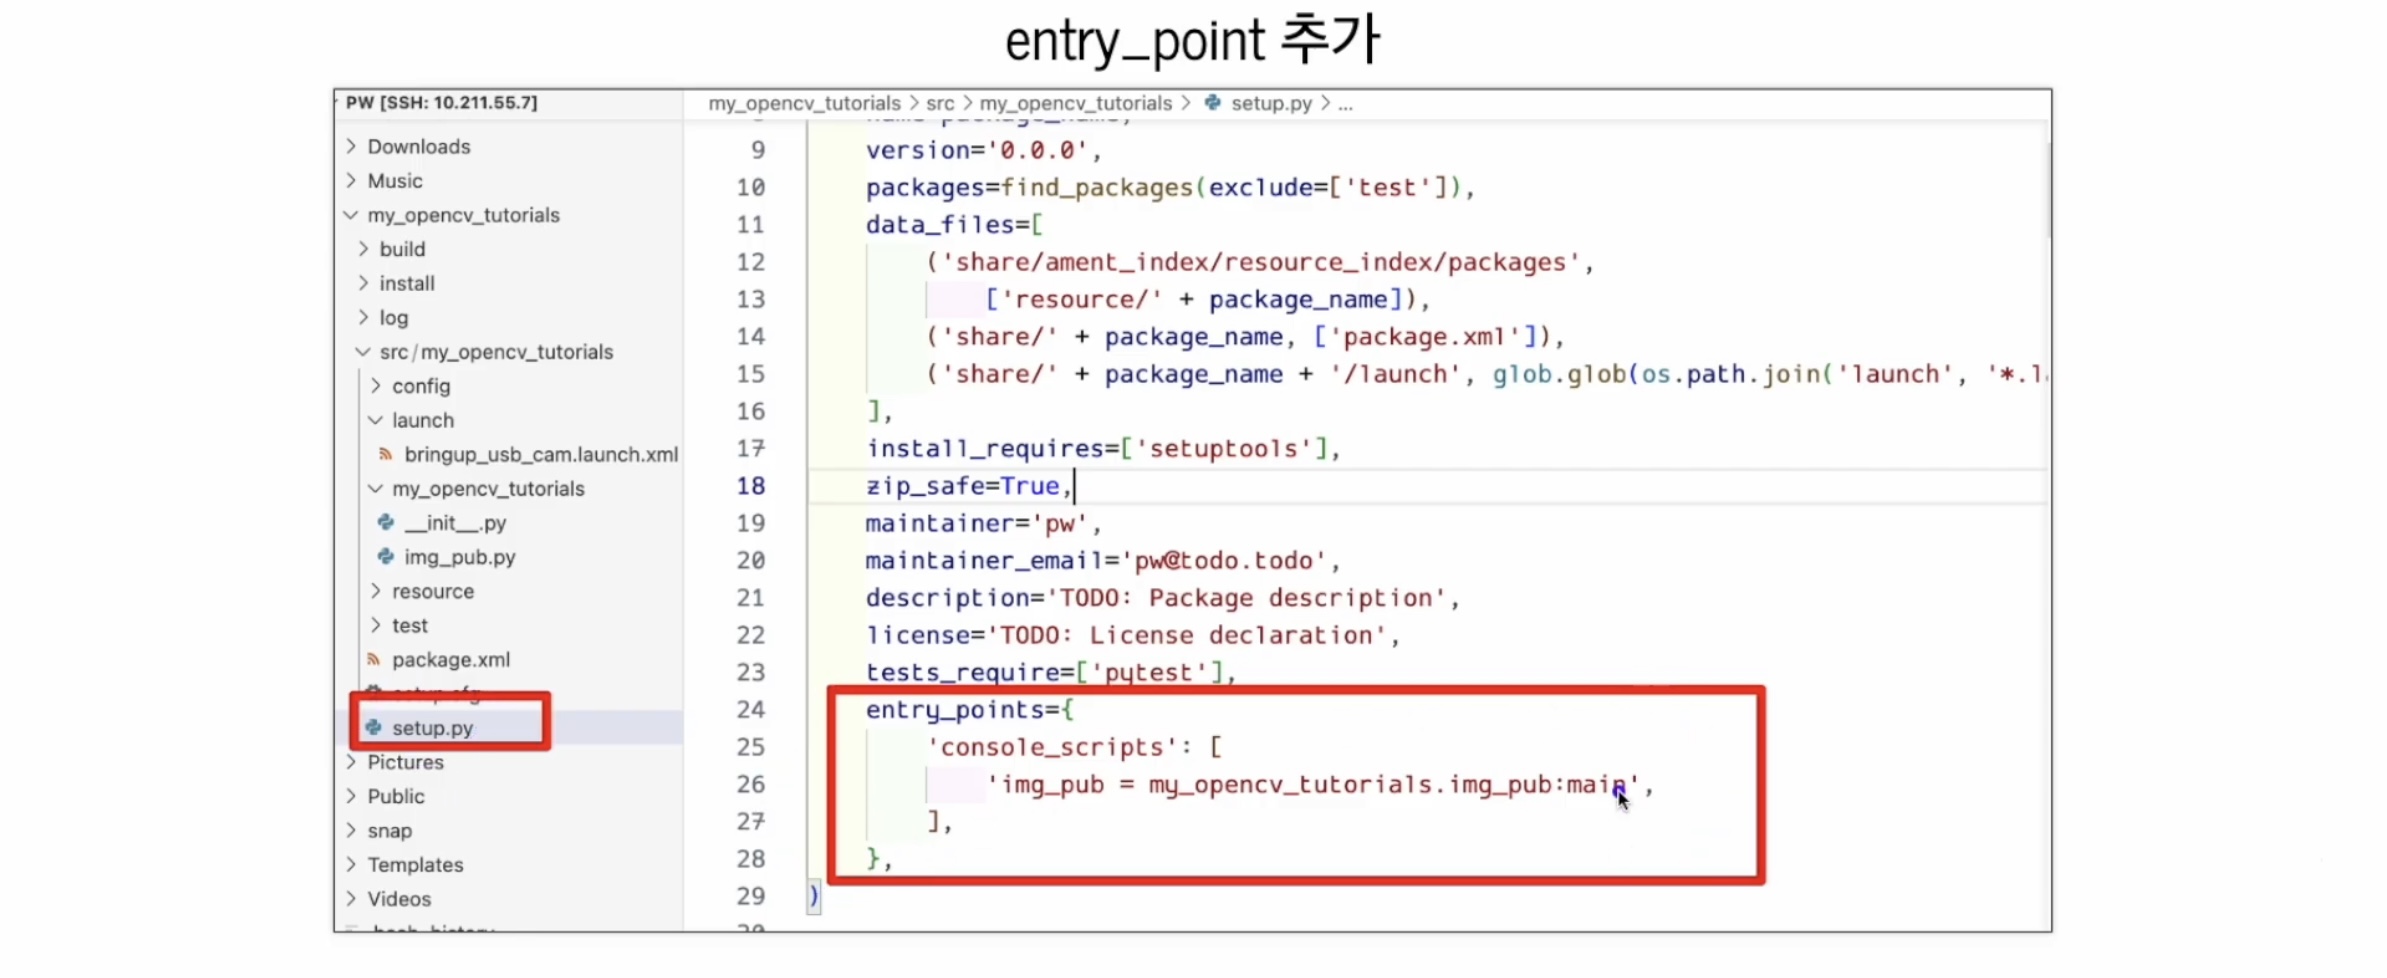 entry_point 추가
PW [SSH: 10.211.55.7]
Downloads
Music
my_opencv_tutorials
build
install
log
src/my_opencv_tutorials
config
launch
bringup_usb_cam.launch.xml
my_opencv_tutorials
__init__.py
img_pub.py
resource
test
package.xml
setup.cfg
setup.py
Pictures
Public
snap
Templates
Videos
my_opencv_tutorials > src > my_opencv_tutorials > setup.py > ...
9 version='0.0.0',
10 packages=find_packages(exclude=['test']),
11 data_files=[
12 ('share/ament_index/resource_index/packages',
13 ['resource/' + package_name]),
14 ('share/' + package_name, ['package.xml']),
15 ('share/' + package_name + '/launch', glob.glob(os.path.join('launch', '*.l
16 ],
17 install_requires=['setuptools'],
18 zip_safe=True,
19 maintainer='pw',
20 maintainer_email='pw@todo.todo',
21 description='TODO: Package description',
22 license='TODO: License declaration',
23 tests_require=['pytest'],
24 entry_points={
25 'console_scripts': [
26 'img_pub = my_opencv_tutorials.img_pub:main',
27 ],
28 },
29 )